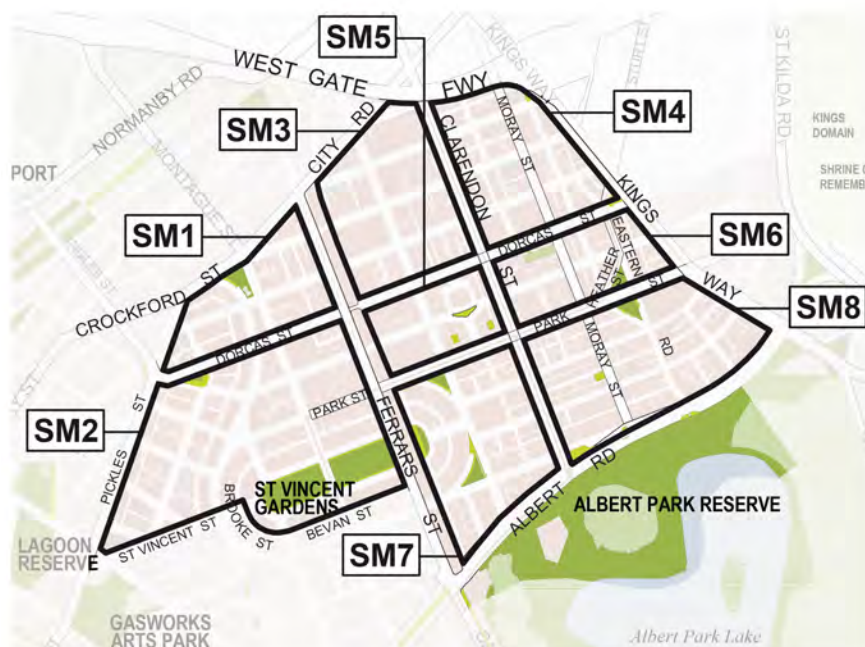 SM5
WEST GATE
FWY
KINGS WAY
ST KILDA RD
NORMANBY RD
SM3
CITY
RD
CLARENDON
ST
MORAY ST
SM4
KINGS
DOMAIN
PORT
MONTAGUE ST
SHRINE O
REMEMB
KINGS
WAY
SM1
DORCAS
ST
EASTERN
SM6
CROCKFORD ST
HEATHER
ST
PARK
ST
SM8
DORCAS ST
MORAY ST
RD
PARK ST
SM2
PICKLES
ST
FERRARS
ST
ST VINCENT
GARDENS
BROOKE ST
BEVAN ST
ALBERT
RD
ALBERT PARK RESERVE
LAGOON
RESERVE
ST VINCENT ST
SM7
GASWORKS
ARTS PARK
Albert Park Lake